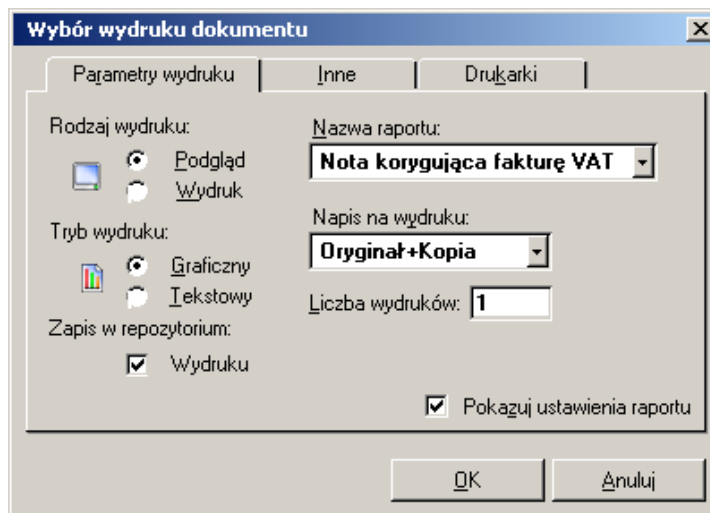 Wybór wydruku dokumentu
Parametry wydruku
Inne
Drukarki
Rodzaj wydruku:
Podgląd
Wydruk
Tryb wydruku:
Graficzny
Tekstowy
Zapis w repozytorium:
Wydruku
Nazwa raportu:
Nota korygująca fakturę VAT
Napis na wydruku:
Oryginał+Kopia
Liczba wydruków: 1
Pokazuj ustawienia raportu
OK
Anuluj